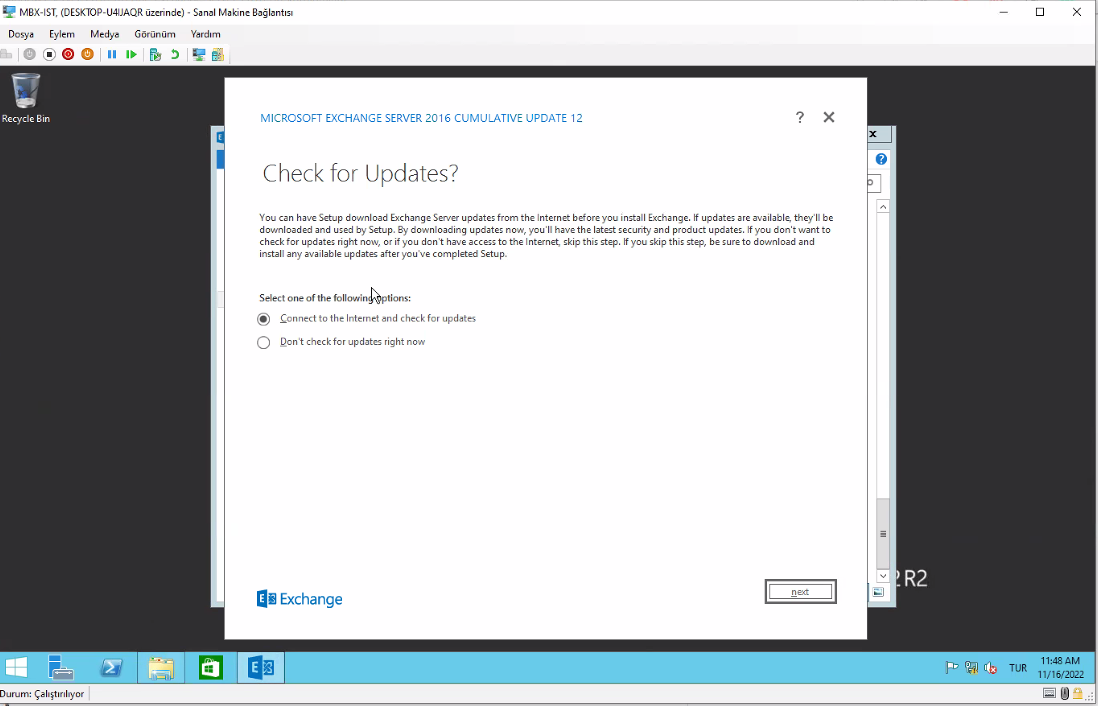 MBX-IST, (DESKTOP-U4IJAQR üzerinde) - Sanal Makine Bağlantısı
Dosya Eylem Medya Görünüm Yardım
Recycle Bin
MICROSOFT EXCHANGE SERVER 2016 CUMULATIVE UPDATE 12
?
Check for Updates?
You can have Setup download Exchange Server updates from the Internet before you install Exchange. If updates are available, they'll be
downloaded and used by Setup. By downloading updates now, you'll have the latest security and product updates. If you don't want to
check for updates right now, or if you don't have access to the Internet, skip this step. If you skip this step, be sure to download and
install any available updates after you've completed Setup.
Select one of the following options:
Connect to the Internet and check for updates
Don't check for updates right now
2 R2
next
Exchange
TUR
11:48 AM
11/16/2022
Durum: Çalıştırılıyor